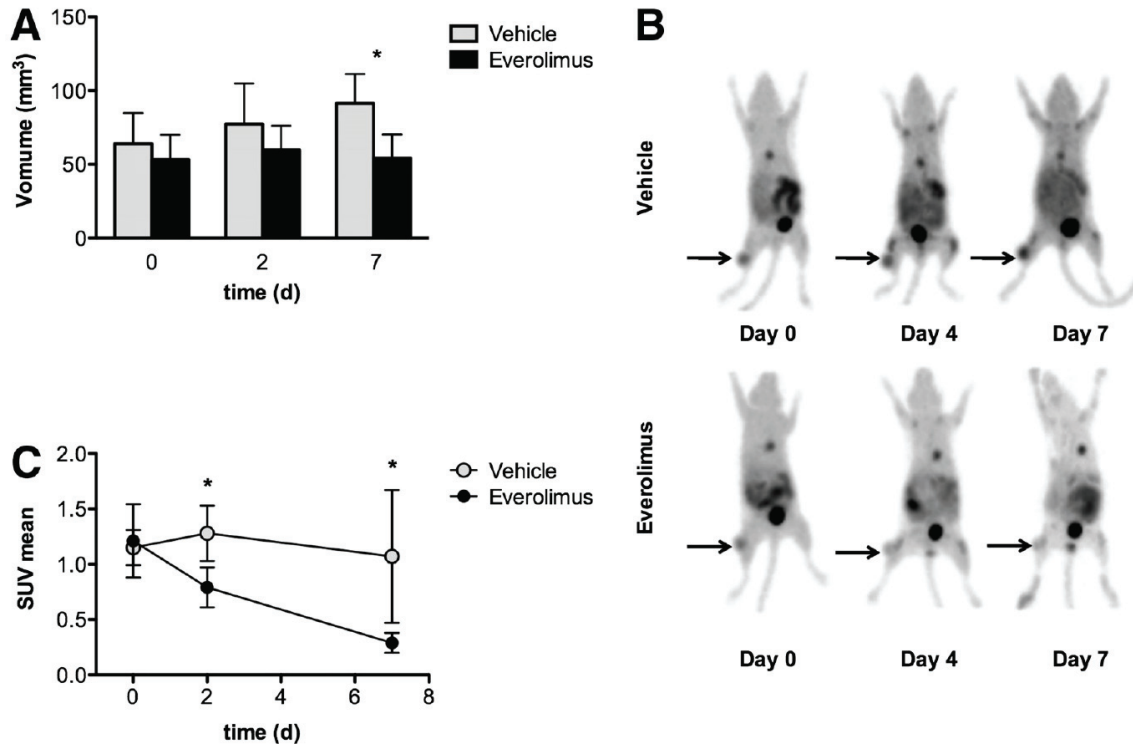 A
Vomume (mm³)
150
100
50
0
*
Vehicle
Everolimus
0 2 7
time (d)
B
Vehicle
Day 0 Day 4 Day 7
Everolimus
Day 0 Day 4 Day 7
C
SUV mean
2.0
1.5
1.0
0.5
0.0
* *
Vehicle
Everolimus
0 2 4 6 8
time (d)